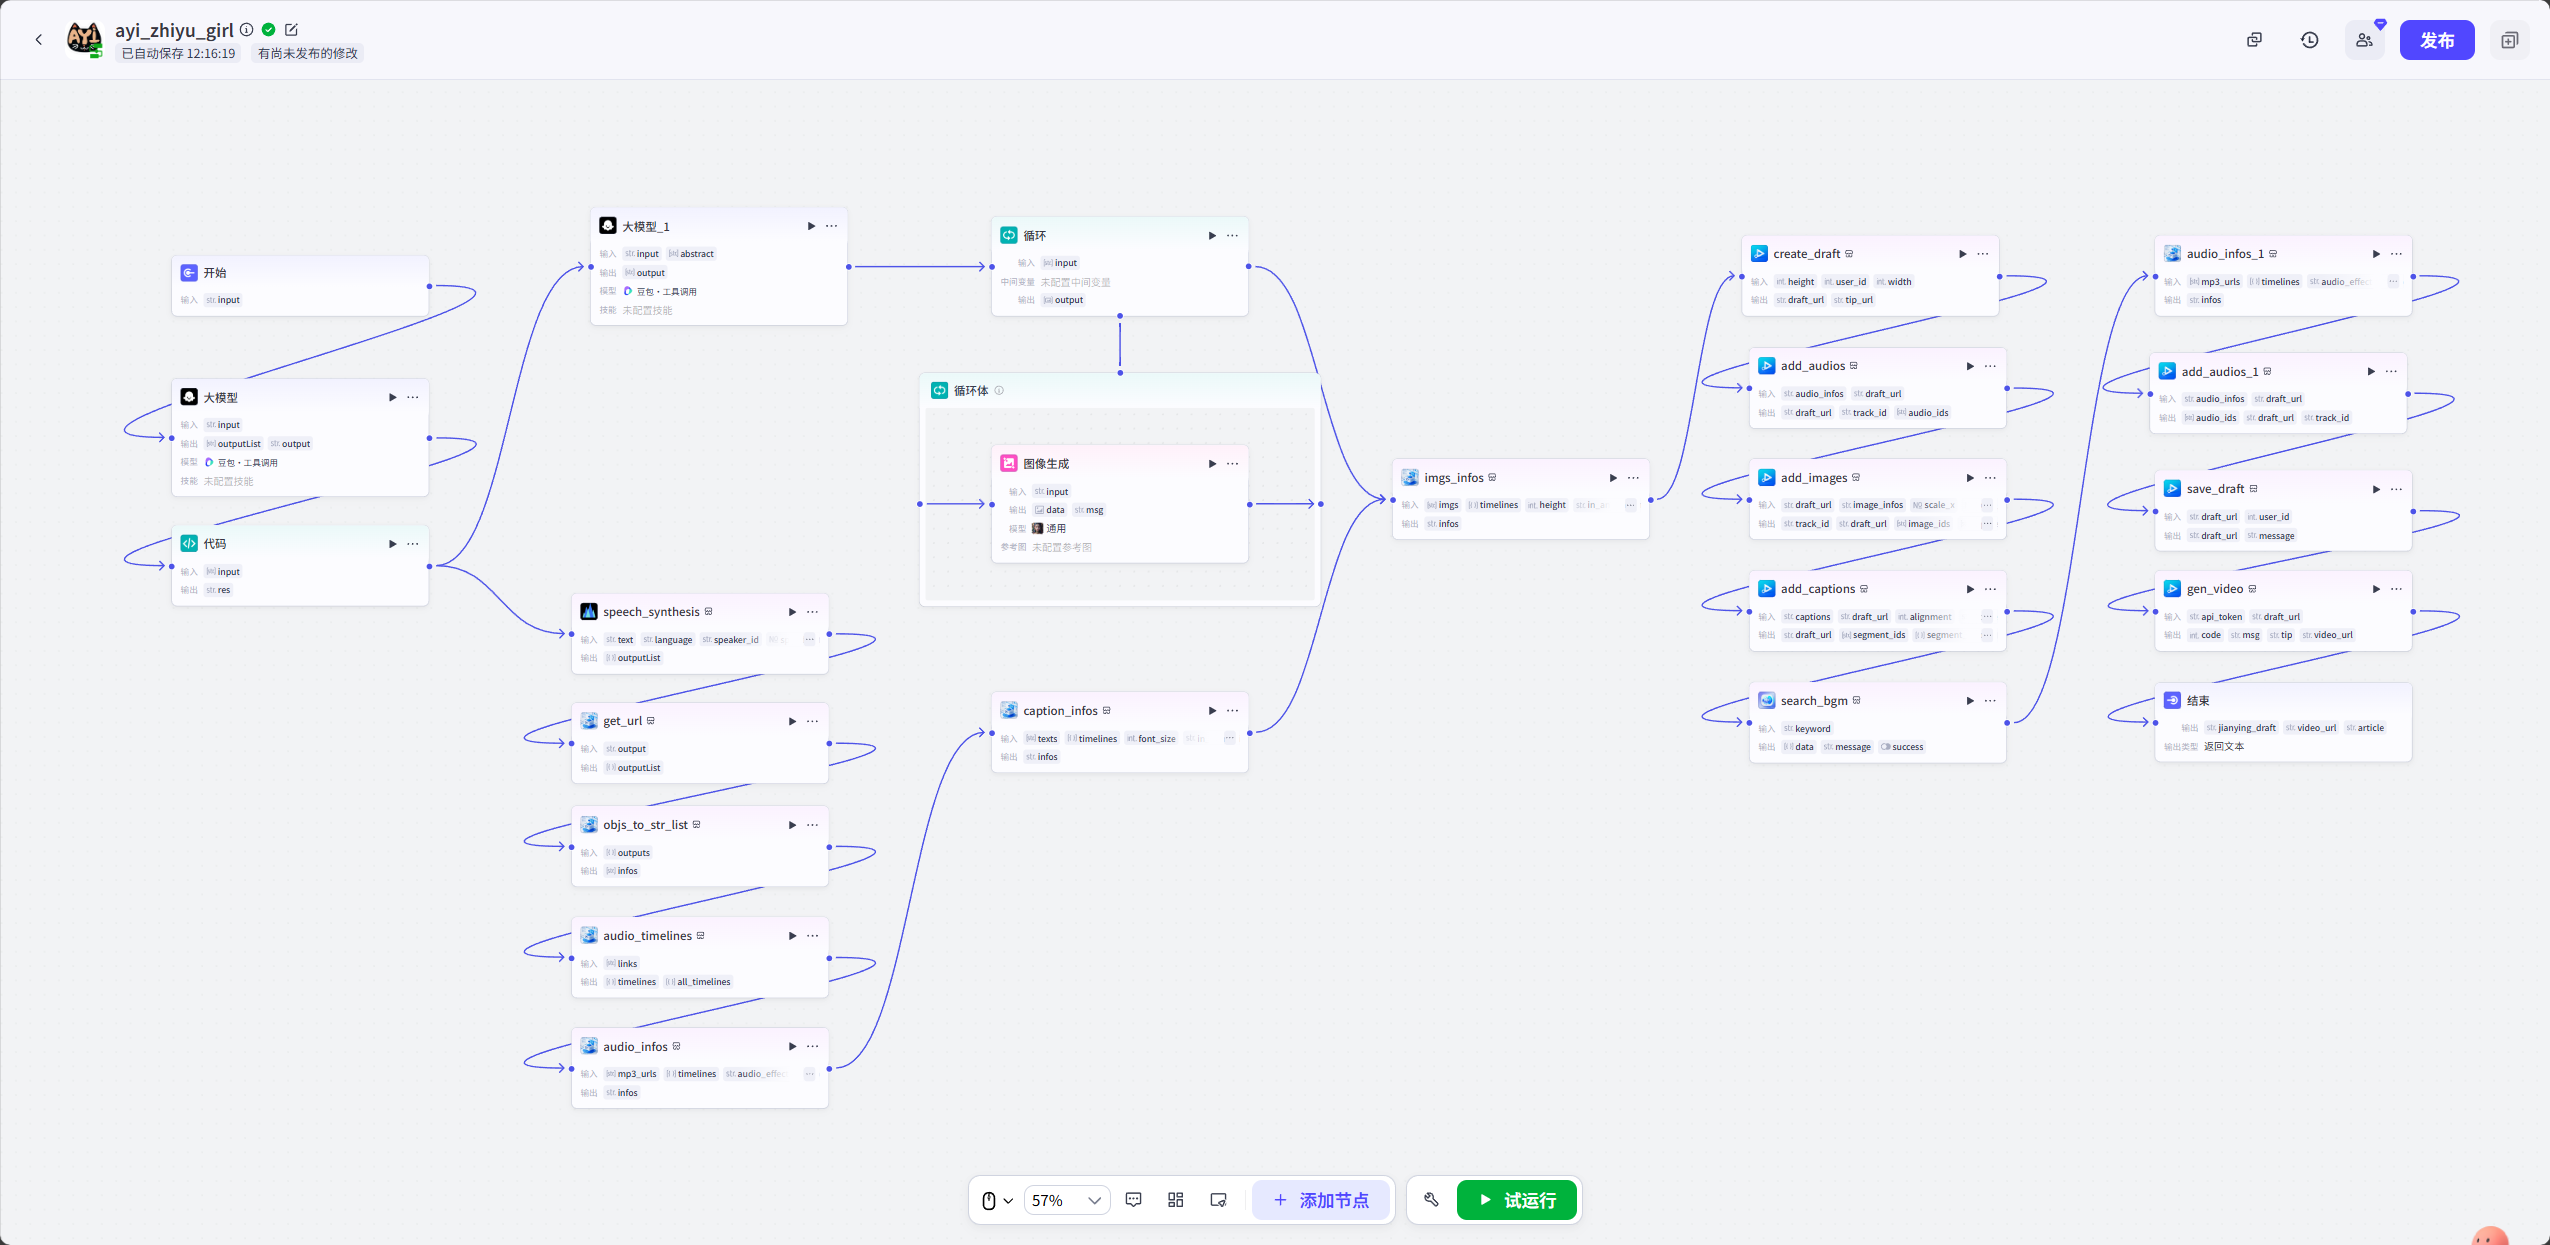 ayi_zhiyu_girl
已自动保存 12:16:19 有尚未发布的修改
发布
开始
输入 str. input
大模型
输入 str. input
输出 outputList str. output
模型 豆包・工具调用
技能 未配置技能
代码
输入 input
输出 str. res
大模型_1
输入 str. input abstract
输出 output
模型 豆包・工具调用
技能 未配置技能
speech_synthesis
输入 str. text str. language str. speaker_id
输出 outputList
get_url
输入 str. output
输出 outputList
objs_to_str_list
输入 outputs
输出 infos
audio_timelines
输入 links
输出 timelines all_timelines
audio_infos
输入 mp3_urls timelines str. audio_effec
输出 str. infos
循环
输入 input
中间变量 未配置中间变量
输出 output
循环体
图像生成
输入 str. input
输出 data str. msg
模型 通用
参考图 未配置参考图
caption_infos
输入 texts timelines int. font_size
输出 str. infos
imgs_infos
输入 imgs timelines int. height str. in_a
输出 str. infos
create_draft
输入 int. height int. user_id int. width
输出 str. draft_url str. tip_url
add_audios
输入 str. audio_infos str. draft_url
输出 str. draft_url str. track_id audio_ids
add_images
输入 str. draft_url str. image_infos scale_x
输出 str. track_id str. draft_url image_ids
add_captions
输入 str. captions str. draft_url int. alignment
输出 str. draft_url segment_ids segment
search_bgm
输入 str. keyword
输出 data str. message success
audio_infos_1
输入 mp3_urls timelines str. audio_effec
输出 str. infos
add_audios_1
输入 str. audio_infos str. draft_url
输出 audio_ids str. draft_url str. track_id
save_draft
输入 str. draft_url int. user_id
输出 str. draft_url str. message
gen_video
输入 str. api_token str. draft_url
输出 int. code str. msg str. tip str. video_url
结束
输出 str. jianying_draft str. video_url str. article
输出类型 返回文本
57%
添加节点
试运行